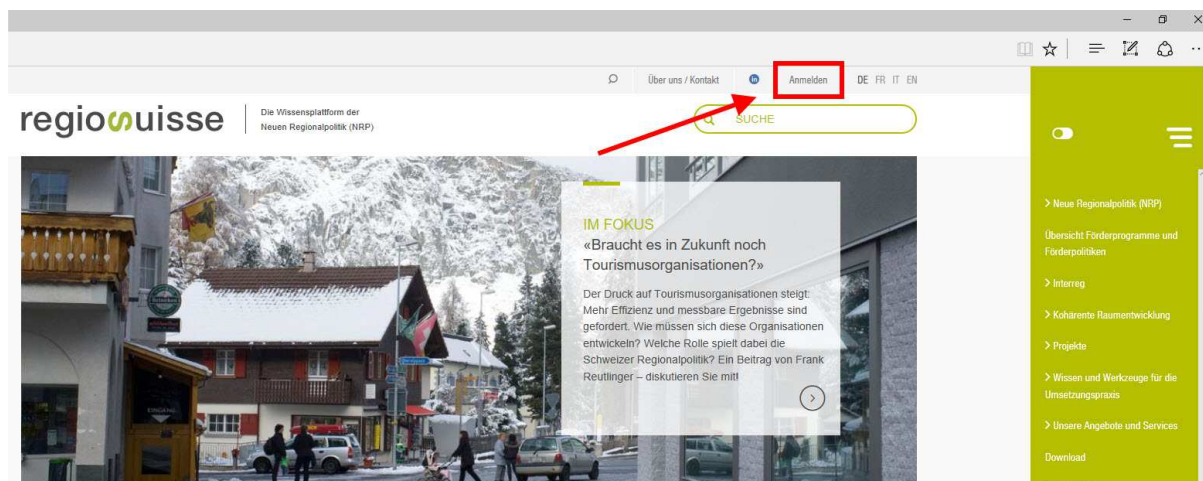 Über uns / Kontakt
in
Anmelden
DE FR IT EN
regiosuisse
Die Wissensplattform der
Neuen Regionalpolitik (NRP)
SUCHE
IM FOKUS
«Braucht es in Zukunft noch
Tourismusorganisationen?»
Der Druck auf Tourismusorganisationen steigt:
Mehr Effizienz und messbare Ergebnisse sind
gefordert. Wie müssen sich diese Organisationen
entwickeln? Welche Rolle spielt dabei die
Schweizer Regionalpolitik? Ein Beitrag von Frank
Reutlinger – diskutieren Sie mit!
Heineken
EINGANG
> Neue Regionalpolitik (NRP)
Übersicht Förderprogramme und
Förderpolitiken
> Interreg
> Kohärente Raumentwicklung
> Projekte
> Wissen und Werkzeuge für die
Umsetzungspraxis
> Unsere Angebote und Services
Download